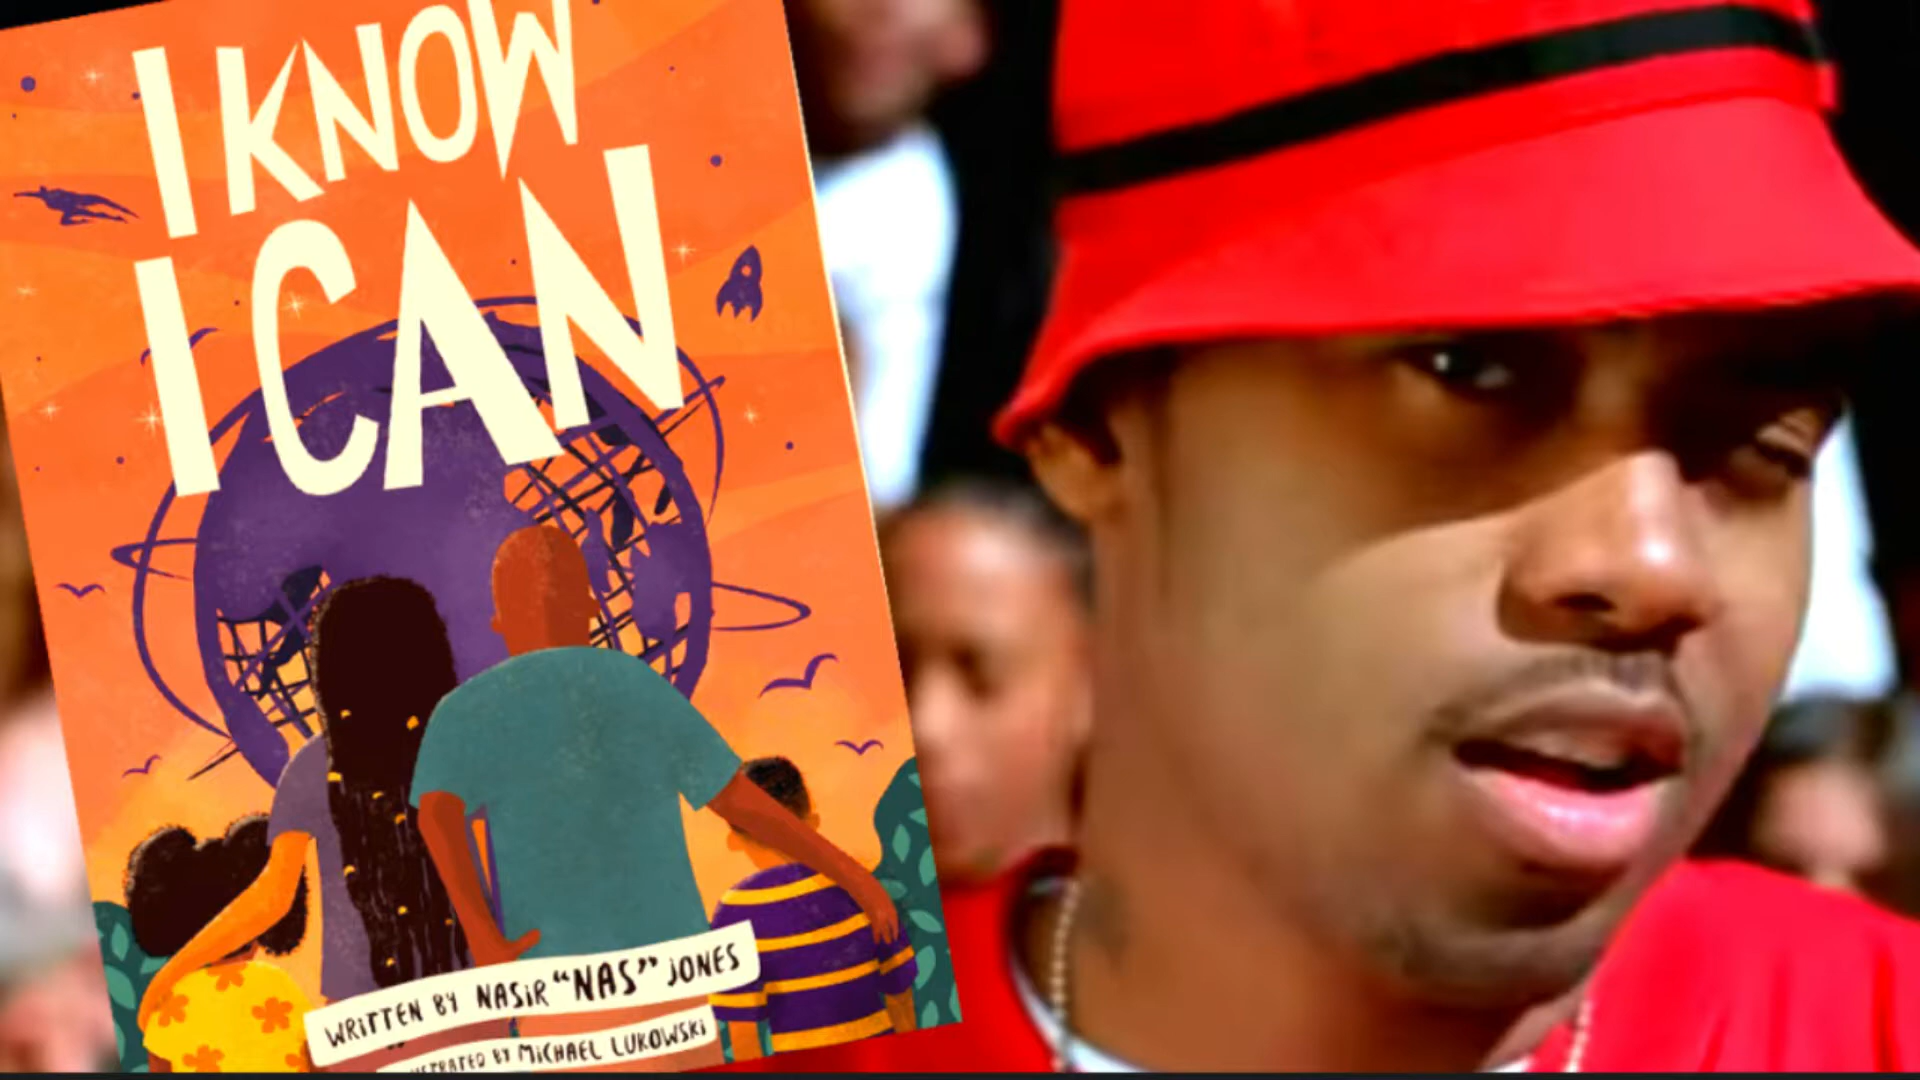 I KNOW
I CAN
WRITTEN BY NASIR "NAS" JONES
BY MICHAEL LUKOWSKI